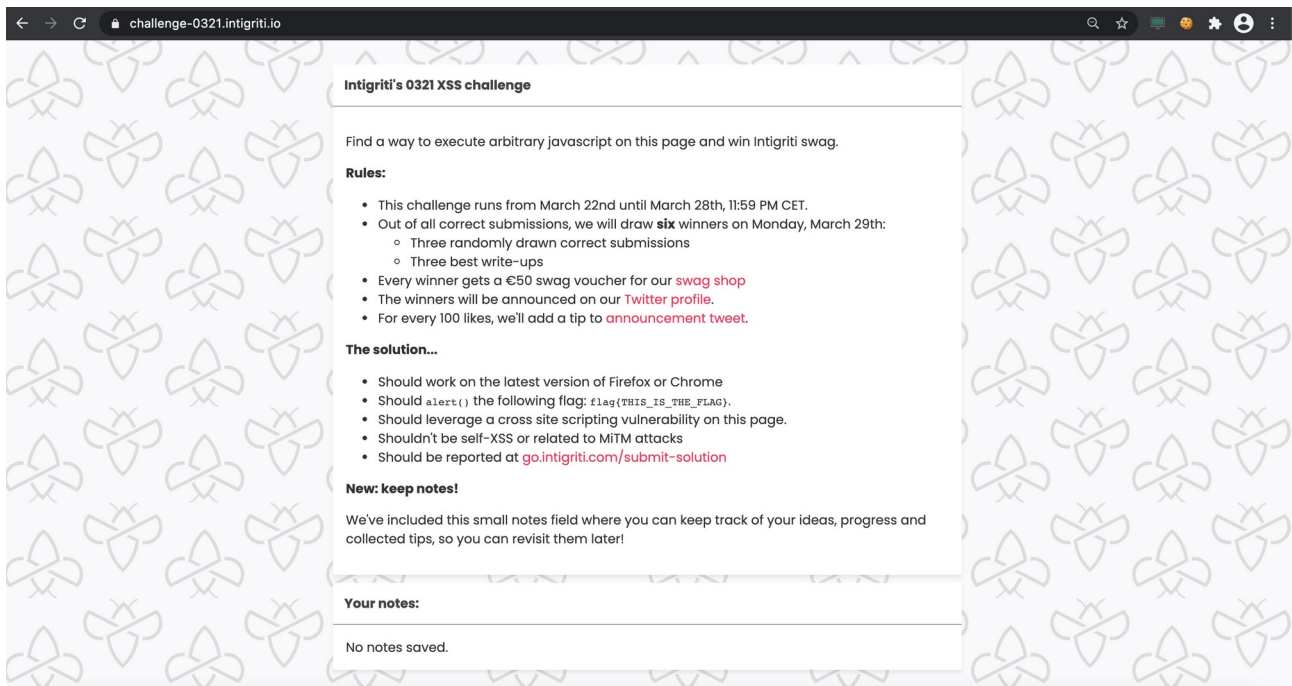 challenge-0321.intigriti.io
Intigriti's 0321 XSS challenge
Find a way to execute arbitrary javascript on this page and win Intigriti swag.
Rules:
This challenge runs from March 22nd until March 28th, 11:59 PM CET.
Out of all correct submissions, we will draw six winners on Monday, March 29th:
Three randomly drawn correct submissions
Three best write-ups
Every winner gets a €50 swag voucher for our swag shop
The winners will be announced on our Twitter profile.
For every 100 likes, we'll add a tip to announcement tweet.
The solution...
Should work on the latest version of Firefox or Chrome
Should alert() the following flag: flag{THIS_IS_THE_FLAG}.
Should leverage a cross site scripting vulnerability on this page.
Shouldn't be self-XSS or related to MiTM attacks
Should be reported at go.intigriti.com/submit-solution
New: keep notes!
We've included this small notes field where you can keep track of your ideas, progress and
collected tips, so you can revisit them later!
Your notes:
No notes saved.